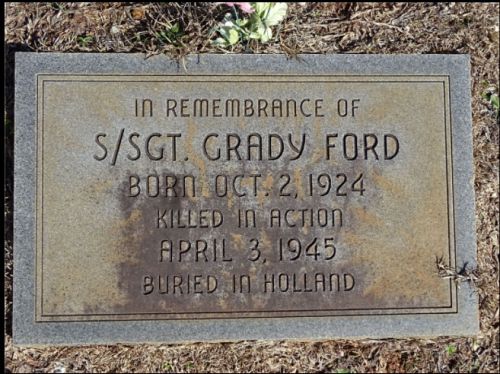 IN REMEMBRANCE OF
S/SGT. GRADY FORD
BORN OCT. 2, 1924
KILLED IN ACTION
APRIL 3, 1945
BURIED IN HOLLAND